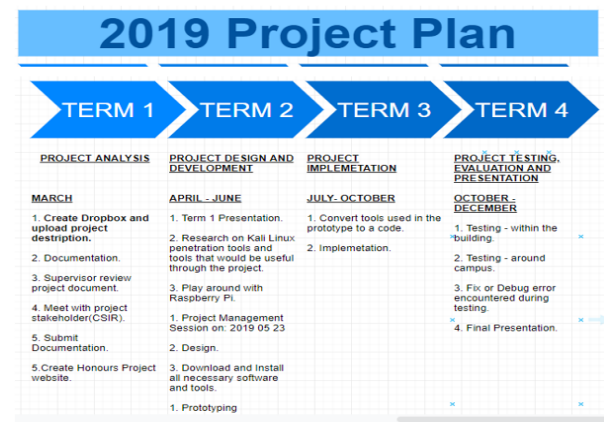 2019 Project Plan
TERM 1
TERM 2
TERM 3
TERM 4
PROJECT ANALYSIS
MARCH
1. Create Dropbox and
upload project
destription.
2. Documentation.
3. Supervisor review
project document.
4. Meet with project
stakeholder(CSIR).
5. Submit
Documentation.
5.Create Honours Project
website.
PROJECT DESIGN AND
DEVELOPMENT
APRIL - JUNE
1. Term 1 Presentation.
2. Research on Kali Linux
penetration tools and
tools that would be useful
through the project.
3. Play around with
Raspberry Pi.
1. Project Management
Session on: 2019 05 23
2. Design.
3. Download and Install
all necessary software
and tools.
1. Prototyping
PROJECT
IMPLEMETATION
JULY- OCTOBER
1. Convert tools used in the
prototype to a code.
2. Implemetation.
PROJECT TESTING,
EVALUATION AND
PRESENTATION
OCTOBER -
DECEMBER
1. Testing - within the
building.
2. Testing - around
campus.
3. Fix or Debug error
encountered during
testing.
4. Final Presentation.